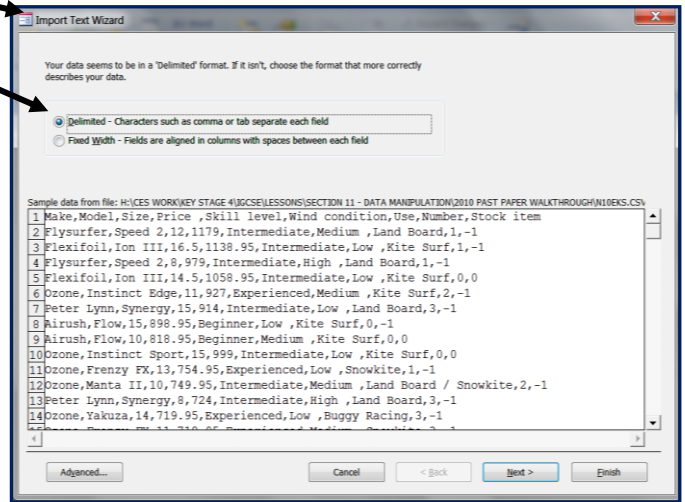 Import Text Wizard
Your data seems to be in a 'Delimited' format. If it isn't, choose the format that more correctly
describes your data.
Delimited - Characters such as comma or tab separate each field
Fixed Width - Fields are aligned in columns with spaces between each field
Sample data from file: H:\CES WORK\KEY STAGE 4\IGCSE\LESSONS\SECTION 11 - DATA MANIPULATION\2010 PAST PAPER WALKTHROUGH\N10EKS.CSV
1 Make,Model,Size,Price ,Skill level,Wind condition,Use,Number,Stock item
2 Flysurfer,Speed 2,12,1179,Intermediate,Medium ,Land Board,1,-1
3 Flexifoil,Ion III,16.5,1138.95,Intermediate,Low ,Kite Surf,1,-1
4 Flysurfer,Speed 2,8,979,Intermediate,High ,Land Board,1,-1
5 Flexifoil,Ion III,14.5,1058.95,Intermediate,Low ,Kite Surf,0,0
6 Ozone,Instinct Edge,11,927,Experienced,Medium ,Kite Surf,2,-1
7 Peter Lynn,Synergy,15,914,Intermediate,Low ,Land Board,3,-1
8 Airush,Flow,15,898.95,Beginner,Low ,Kite Surf,0,-1
9 Airush,Flow,10,818.95,Beginner,Medium ,Kite Surf,0,0
10 Ozone,Instinct Sport,15,999,Intermediate,Low ,Kite Surf,0,0
11 Ozone,Frenzy FX,13,754.95,Experienced,Low ,Snowkite,1,-1
12 Ozone,Manta II,10,749.95,Intermediate,Medium ,Land Board / Snowkite,2,-1
13 Peter Lynn,Synergy,8,724,Intermediate,High ,Land Board,3,-1
14 Ozone,Yakuza,14,719.95,Experienced,Low ,Buggy Racing,3,-1
Advanced... Cancel < Back Next > Finish